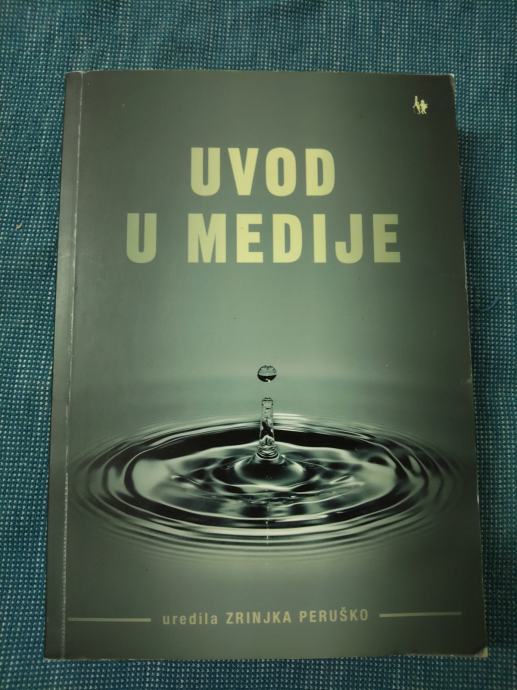 UVOD
U MEDIJE
uredila ZRINJKA PERUŠKO